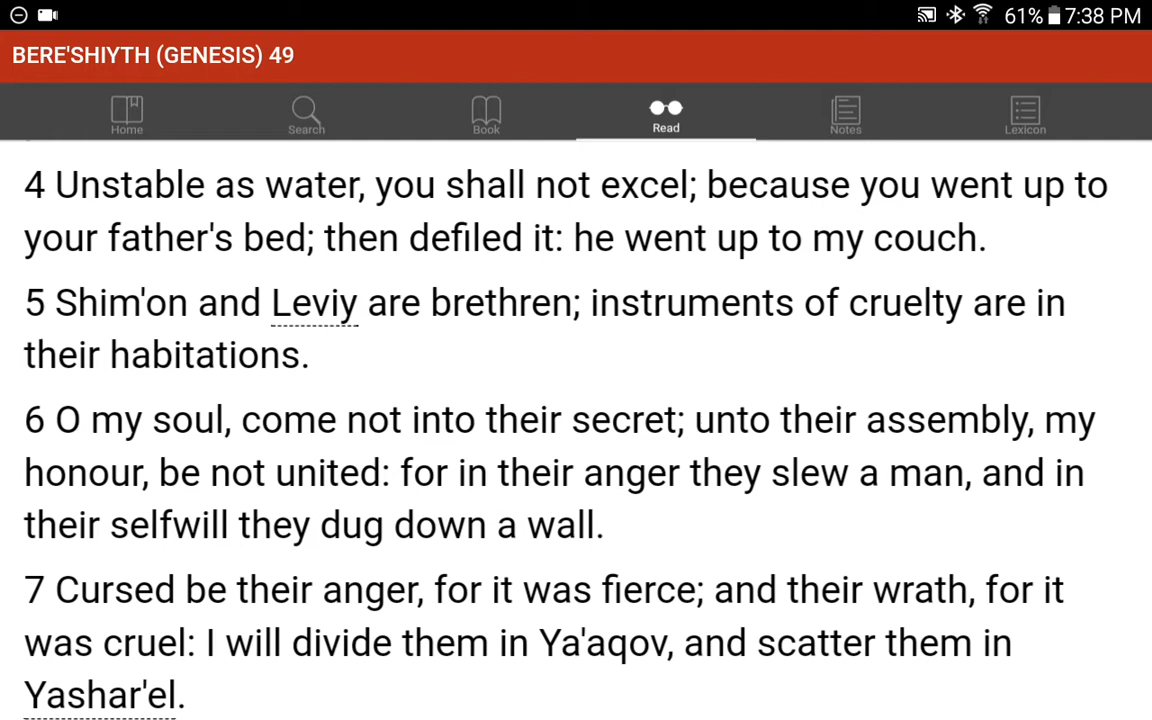 61% 7:38 PM
BERE'SHIYTH (GENESIS) 49
Home Search Book Read Notes Lexicon
4 Unstable as water, you shall not excel; because you went up to
your father's bed; then defiled it: he went up to my couch.
5 Shim'on and Leviy are brethren; instruments of cruelty are in
their habitations.
6 O my soul, come not into their secret; unto their assembly, my
honour, be not united: for in their anger they slew a man, and in
their selfwill they dug down a wall.
7 Cursed be their anger, for it was fierce; and their wrath, for it
was cruel: I will divide them in Ya'aqov, and scatter them in
Yashar'el.